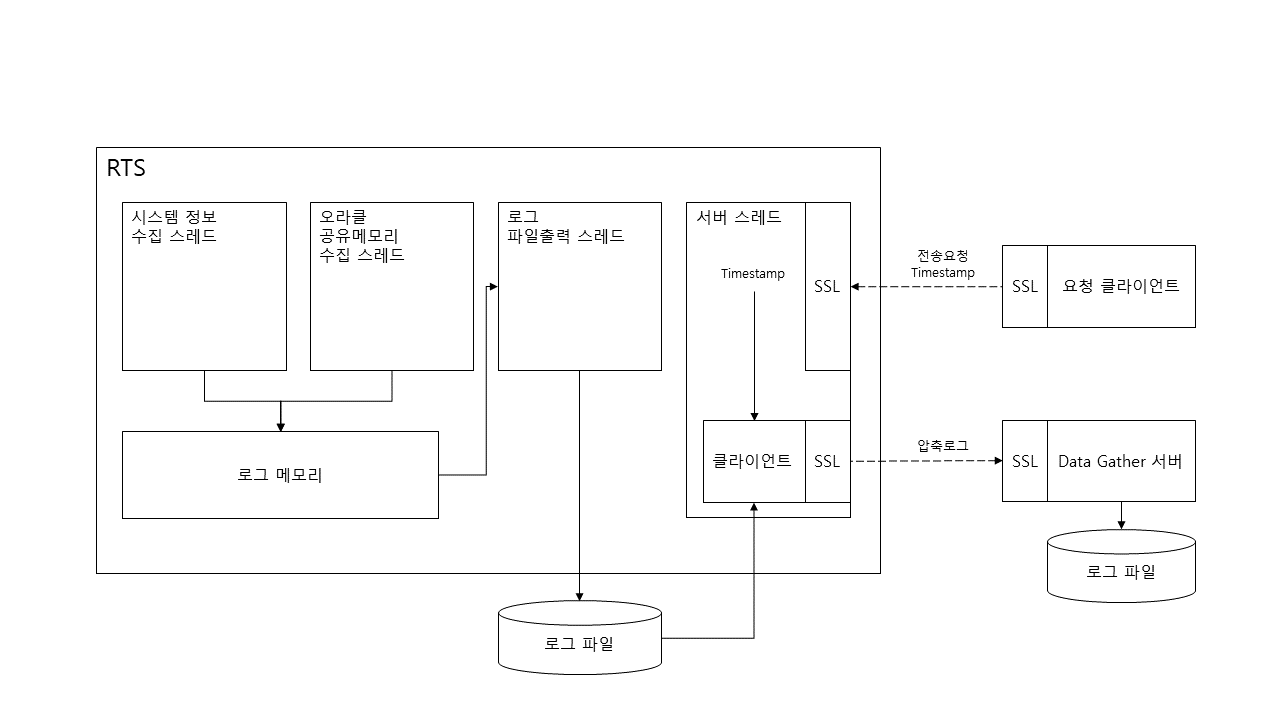 RTS
시스템 정보
수집 스레드
오라클
공유메모리
수집 스레드
로그
파일출력 스레드
서버 스레드
Timestamp
SSL
전송요청
Timestamp
SSL
요청 클라이언트
로그 메모리
클라이언트
SSL
압축로그
SSL
Data Gather 서버
로그 파일
로그 파일